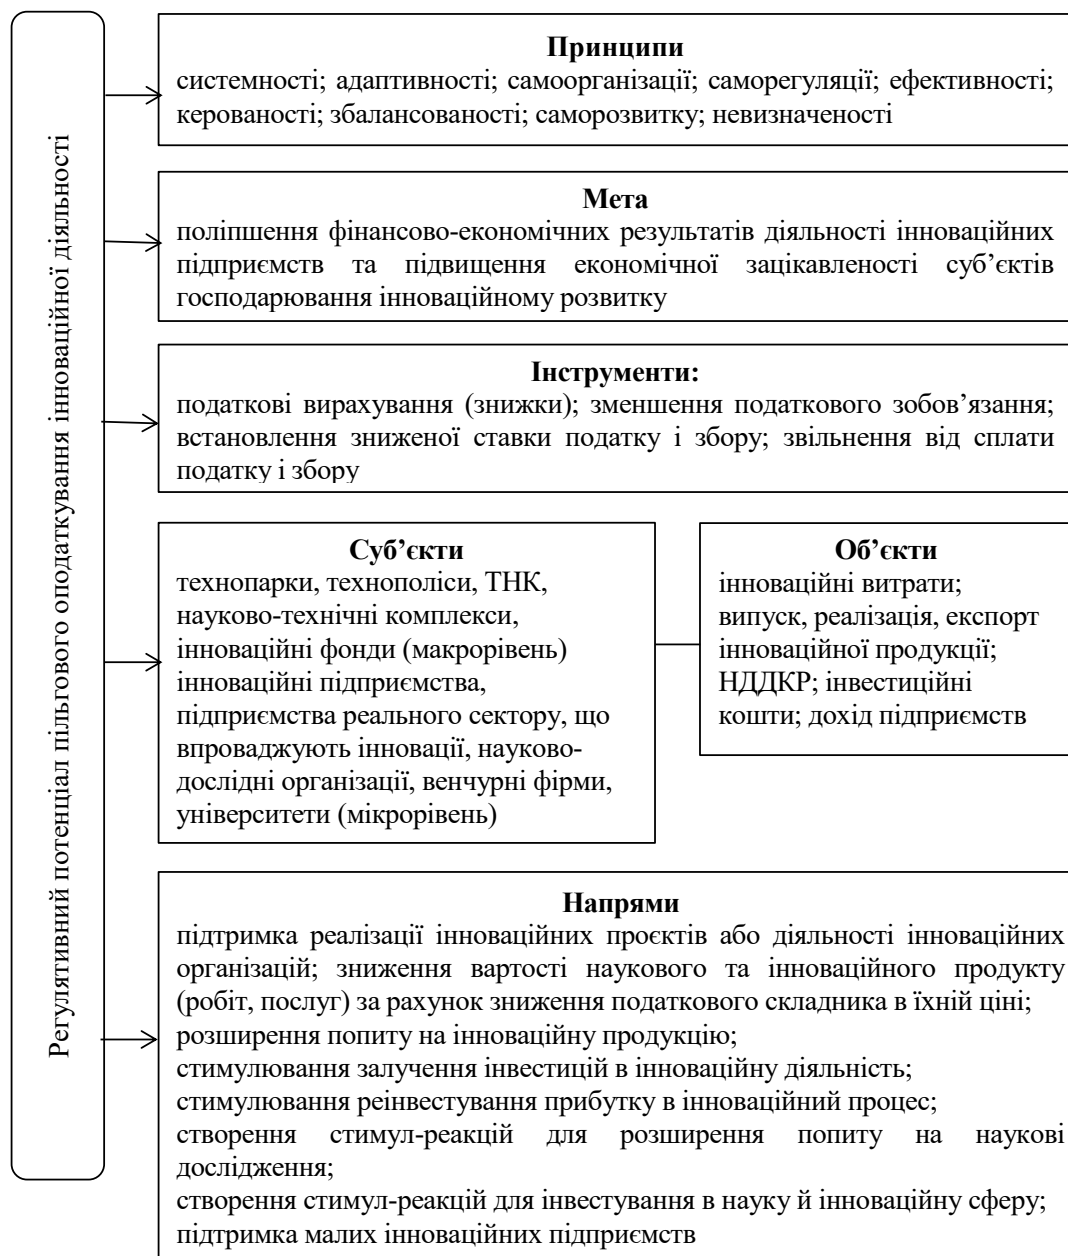 Регулятивний потенціал пільгового оподаткування інноваційної діяльності
Принципи
системності; адаптивності; самоорганізації; саморегуляції; ефективності;
керованості; збалансованості; саморозвитку; невизначеності
Мета
поліпшення фінансово-економічних результатів діяльності інноваційних
підприємств та підвищення економічної зацікавленості суб’єктів
господарювання інноваційному розвитку
Інструменти:
податкові вирахування (знижки); зменшення податкового зобов’язання;
встановлення зниженої ставки податку і збору; звільнення від сплати
податку і збору
Суб’єкти
технопарки, технополіси, ТНК,
науково-технічні комплекси,
інноваційні фонди (макрорівень)
інноваційні підприємства,
підприємства реального сектору, що
впроваджують інновації, науково-
дослідні організації, венчурні фірми,
університети (мікрорівень)
Об’єкти
інноваційні витрати;
випуск, реалізація, експорт
інноваційної продукції;
НДДКР; інвестиційні
кошти; дохід підприємств
Напрями
підтримка реалізації інноваційних проєктів або діяльності інноваційних
організацій; зниження вартості наукового та інноваційного продукту
(робіт, послуг) за рахунок зниження податкового складника в їхній ціні;
розширення попиту на інноваційну продукцію;
стимулювання залучення інвестицій в інноваційну діяльність;
стимулювання реінвестування прибутку в інноваційний процес;
створення стимул-реакцій для розширення попиту на наукові
дослідження;
створення стимул-реакцій для інвестування в науку й інноваційну сферу;
підтримка малих інноваційних підприємств